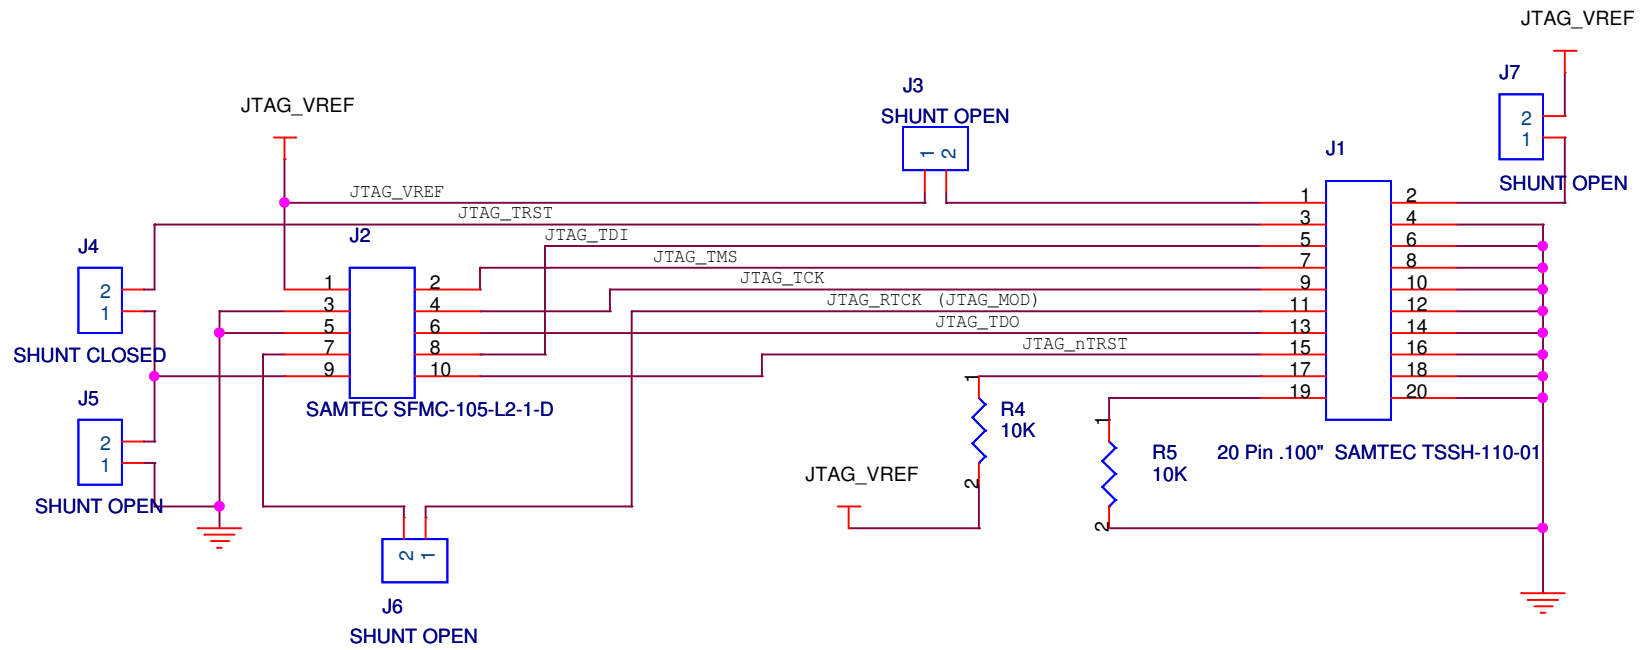 JTAG_VREF
J7
2
1
SHUNT OPEN
J3
SHUNT OPEN
1 2
JTAG_VREF
J1
JTAG_VREF
1 2
JTAG_TRST
3 4
J2
JTAG_TDI
5 6
J4
JTAG_TMS
7 8
2
1
SHUNT CLOSED
1 2
3 4
5 6
7 8
9 10
SAMTEC SFMC-105-L2-1-D
JTAG_TCK
9 10
JTAG_RTCK (JTAG_MOD)
11 12
JTAG_TDO
13 14
JTAG_nTRST
15 16
17 18
19 20
20 Pin .100" SAMTEC TSSH-110-01
J5
2
1
SHUNT OPEN
1
R4
10K
2
JTAG_VREF
1
R5
10K
2
2 1
J6
SHUNT OPEN